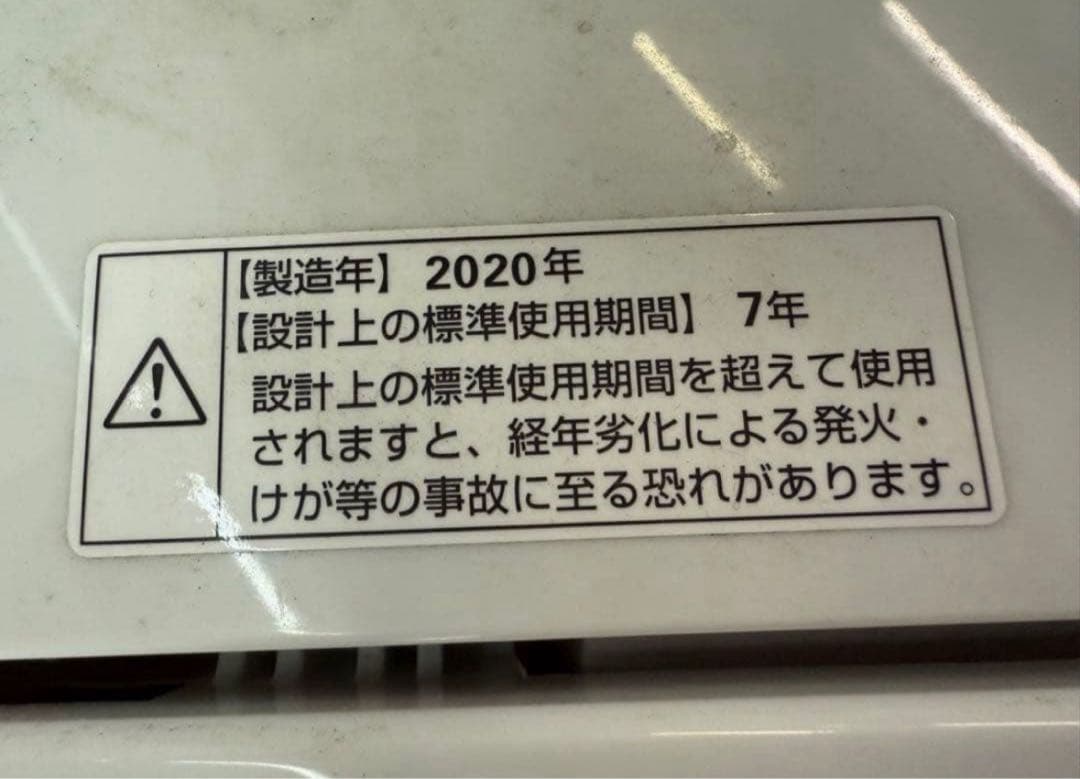 【製造年】 2020年
【設計上の標準使用期間】 7年
設計上の標準使用期間を超えて使用
されますと、経年劣化による発火・
けが等の事故に至る恐れがあります。